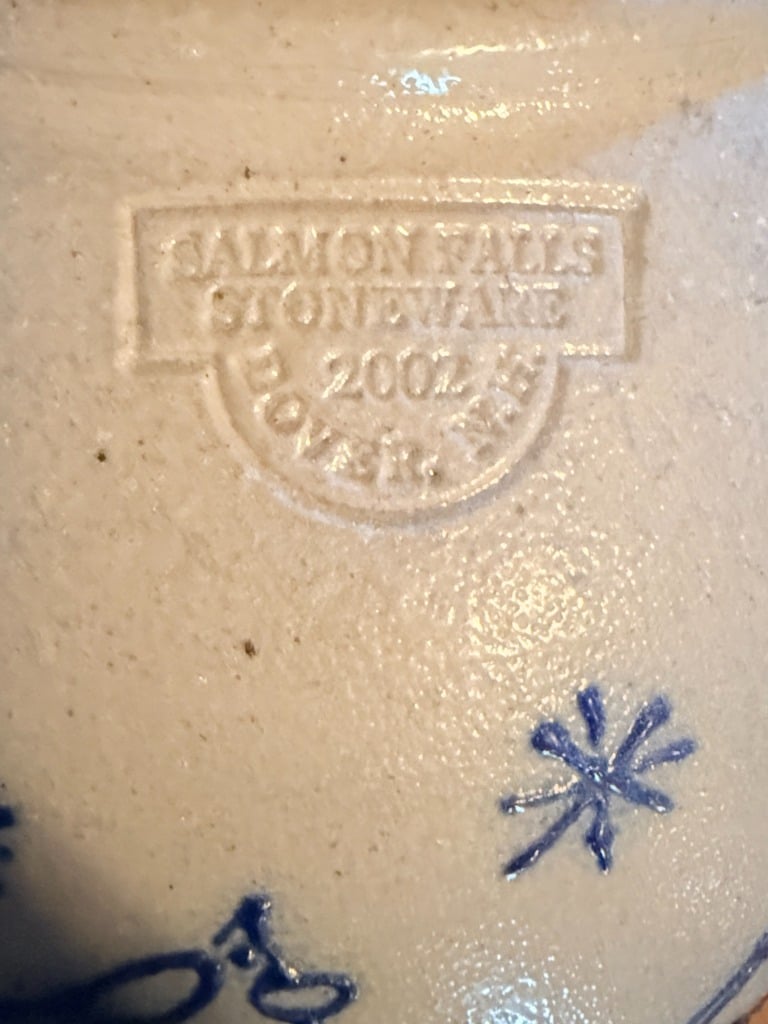 SALMON FALLS
STONEWARE
2002
DOVER, N.H.